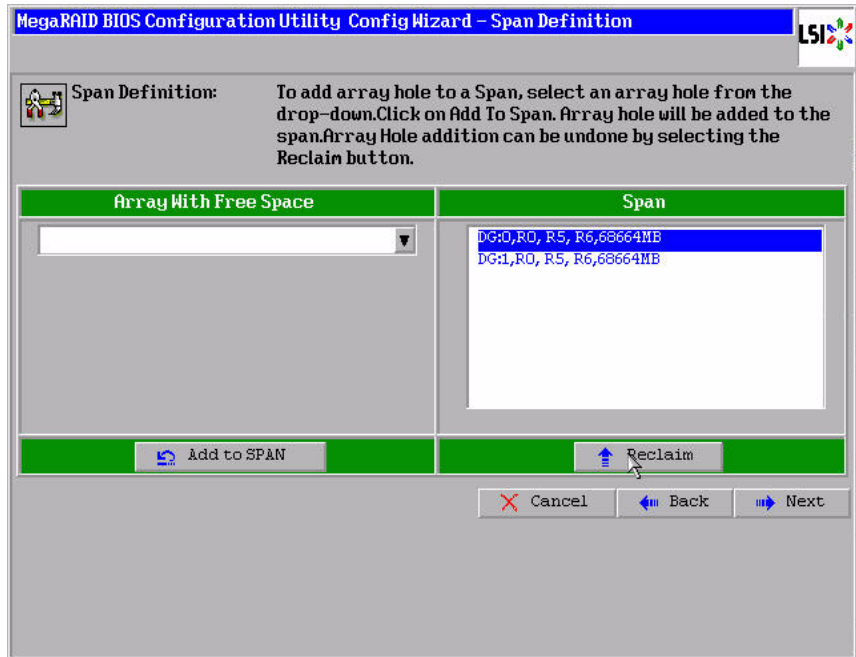 MegaRAID BIOS Configuration Utility Config Wizard – Span Definition
LSI
Span Definition:
To add array hole to a Span, select an array hole from the
drop-down.Click on Add To Span. Array hole will be added to the
span.Array Hole addition can be undone by selecting the
Reclaim button.
Array With Free Space
Span
DG:0,R0, R5, R6,68664MB
DG:1,R0, R5, R6,68664MB
Add to SPAN
Reclaim
Cancel
Back
Next